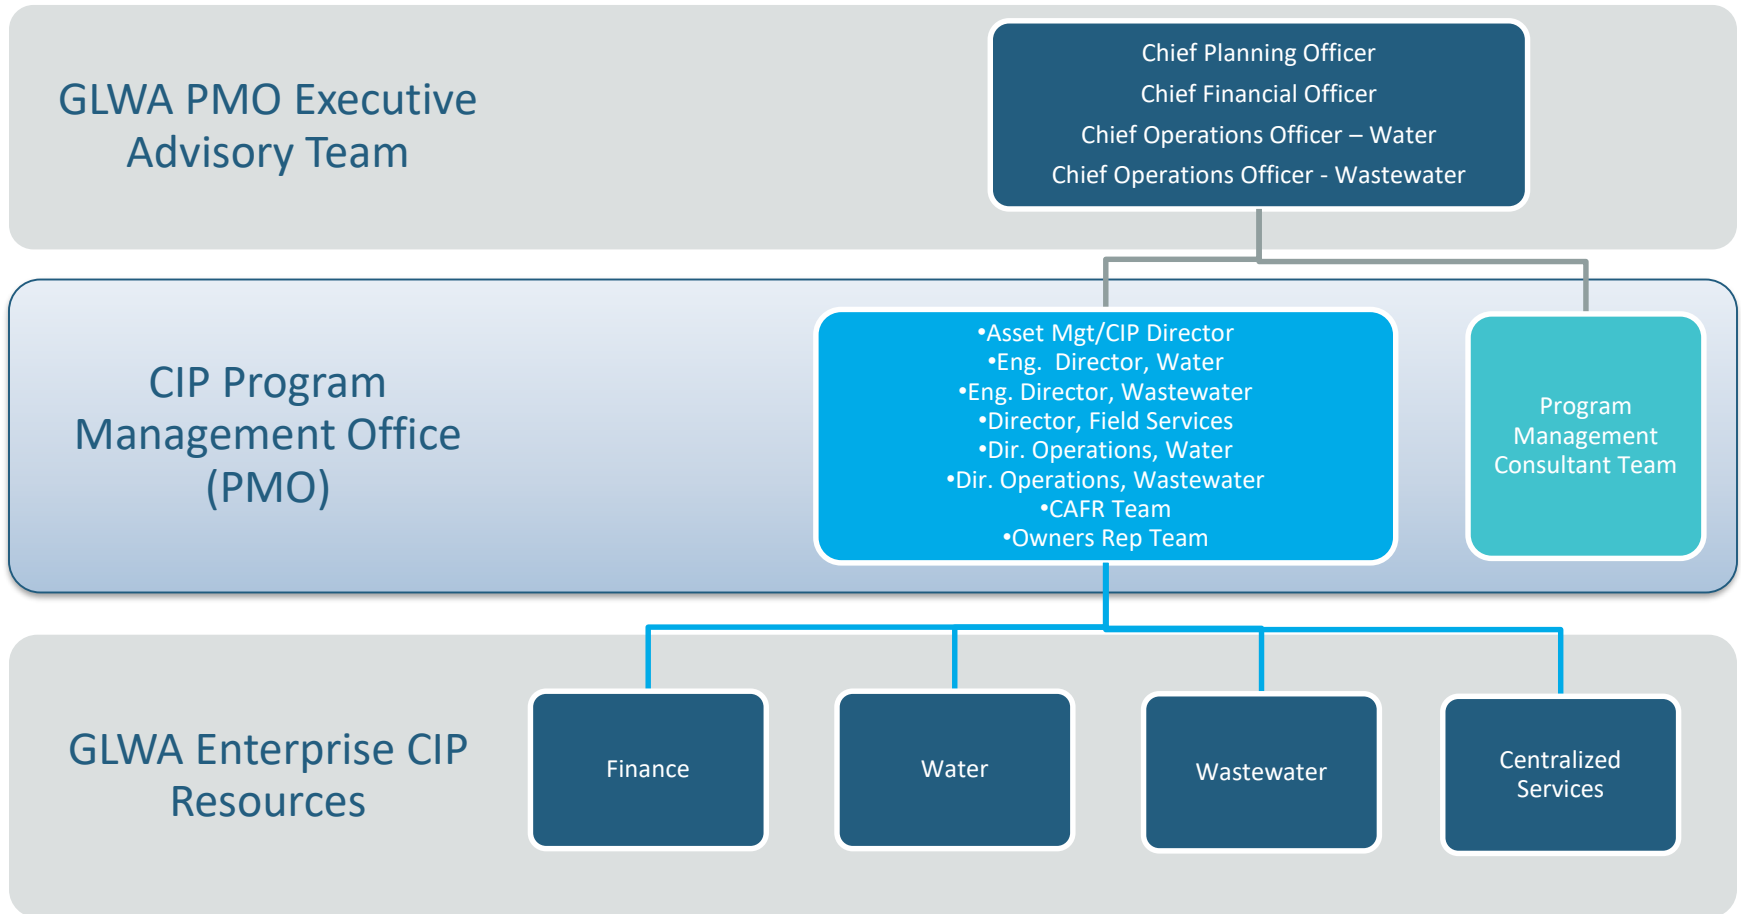 GLWA PMO Executive
Advisory Team
Chief Planning Officer
Chief Financial Officer
Chief Operations Officer – Water
Chief Operations Officer - Wastewater
CIP Program
Management Office
(PMO)
•Asset Mgt/CIP Director
•Eng.  Director, Water
•Eng. Director, Wastewater
•Director, Field Services
•Dir. Operations, Water
•Dir. Operations, Wastewater
•CAFR Team
•Owners Rep Team
Program
Management
Consultant Team
GLWA Enterprise CIP
Resources
Finance
Water
Wastewater
Centralized
Services